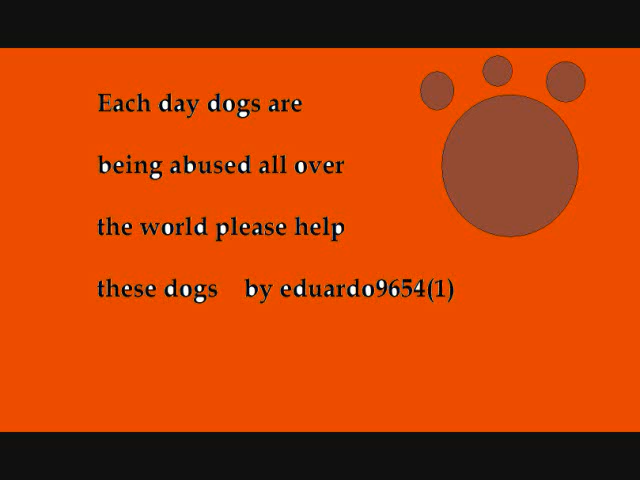 Each day dogs are
being abused all over
the world please help
these dogs by eduardo9654(1)